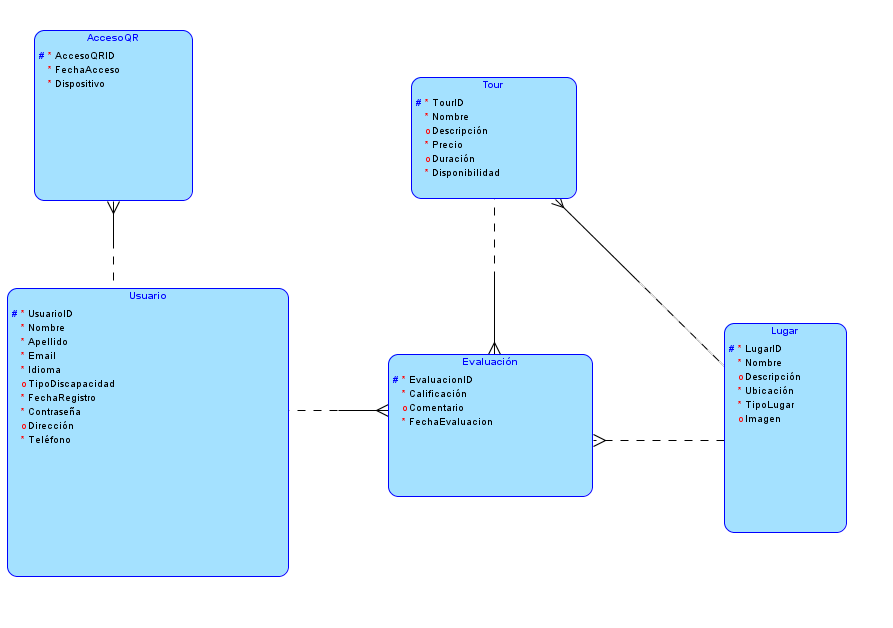 AccesoQR
# * AccesoQRID
* FechaAcceso
* Dispositivo
Tour
# * TourID
* Nombre
o Descripción
* Precio
o Duración
* Disponibilidad
Usuario
# * UsuarioID
* Nombre
* Apellido
* Email
* Idioma
o TipoDiscapacidad
* FechaRegistro
* Contraseña
o Dirección
* Teléfono
Evaluación
# * EvaluacionID
* Calificación
o Comentario
* FechaEvaluacion
Lugar
# * LugarID
* Nombre
o Descripción
* Ubicación
* TipoLugar
o Imagen